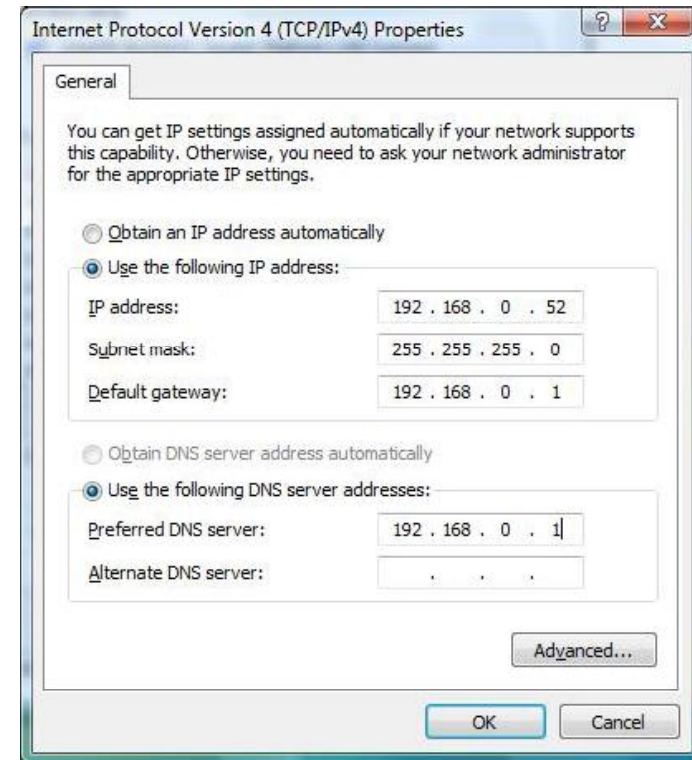 Internet Protocol Version 4 (TCP/IPv4) Properties
General
You can get IP settings assigned automatically if your network supports
this capability. Otherwise, you need to ask your network administrator
for the appropriate IP settings.
Obtain an IP address automatically
Use the following IP address:
IP address: 192 . 168 . 0 . 52
Subnet mask: 255 . 255 . 255 . 0
Default gateway: 192 . 168 . 0 . 1
Obtain DNS server address automatically
Use the following DNS server addresses:
Preferred DNS server: 192 . 168 . 0 . 1
Alternate DNS server: . . .
Advanced...
OK Cancel